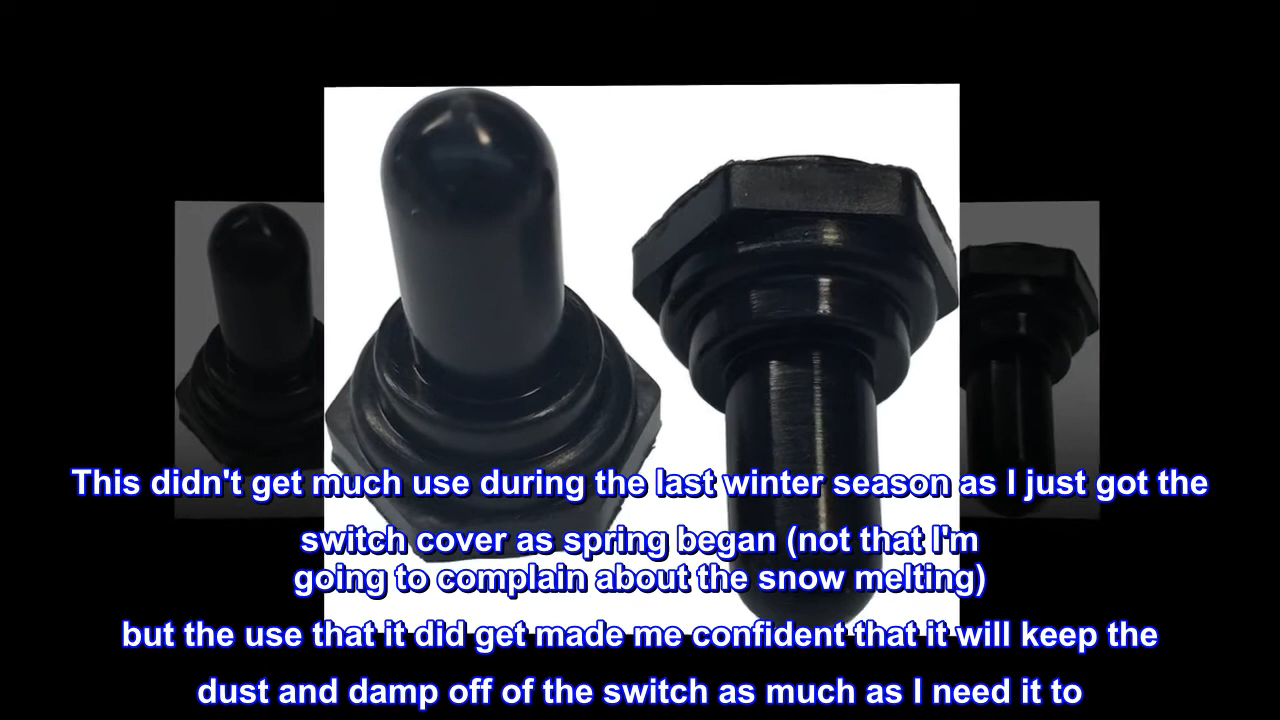 This didn't get much use during the last winter season as I just got the
switch cover as spring began (not that I'm
going to complain about the snow melting)
but the use that it did get made me confident that it will keep the
dust and damp off of the switch as much as I need it to